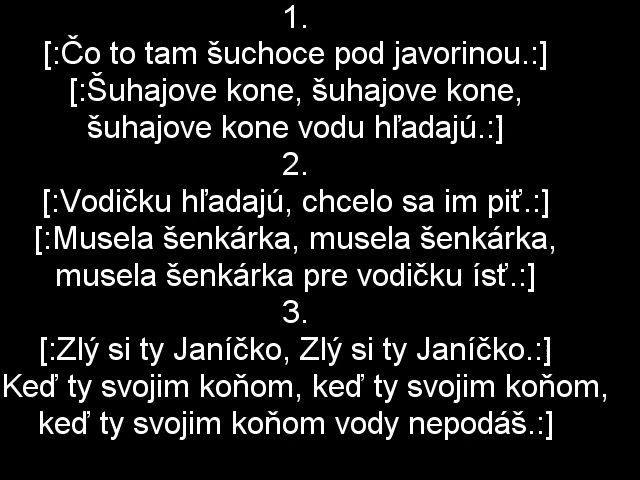 1.
[:Čo to tam šuchoce pod javorinou.:]
[:Šuhajove kone, šuhajove kone,
šuhajove kone vodu hľadajú.:]
2.
[:Vodičku hľadajú, chcelo sa im piť.:]
[:Musela šenkárka, musela šenkárka,
musela šenkárka pre vodičku ísť.:]
3.
[:Zlý si ty Janíčko, Zlý si ty Janíčko.:]
Keď ty svojim koňom, keď ty svojim koňom,
keď ty svojim koňom vody nepodáš.:]